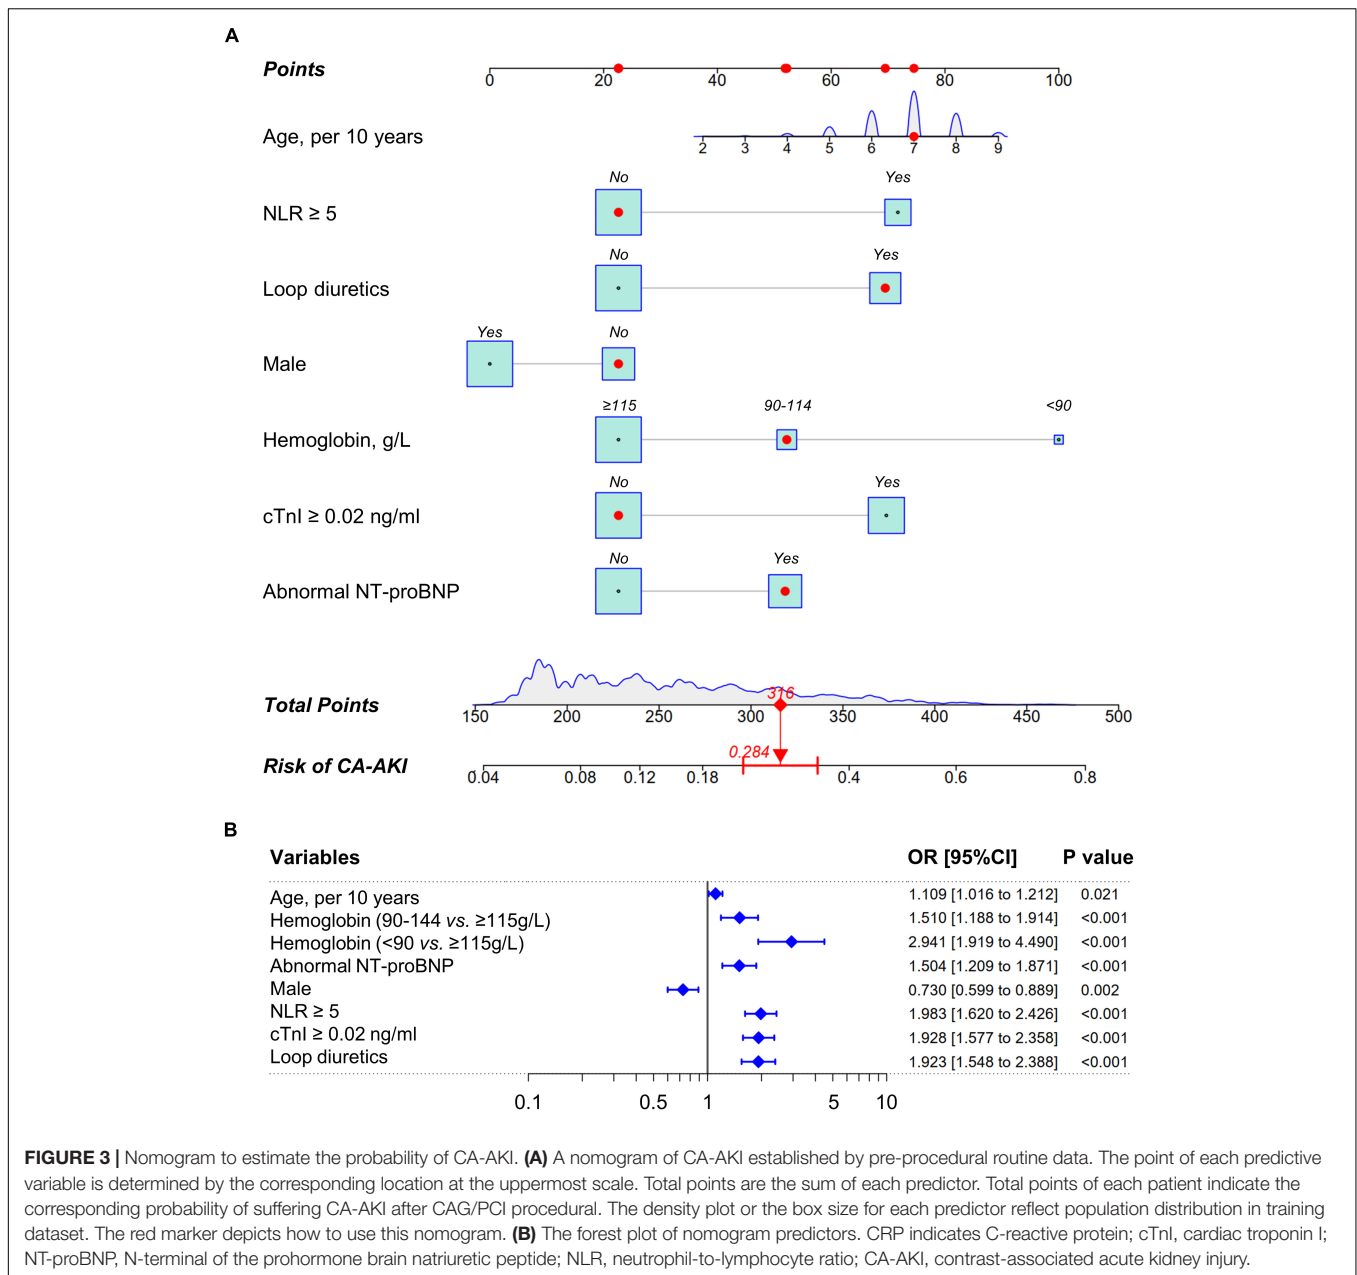 A
Points
0 20 40 60 80 100
Age, per 10 years
2 3 4 5 6 7 8 9
No Yes
NLR ≥ 5
No Yes
Loop diuretics
Yes No
Male
≥115 90-114 <90
Hemoglobin, g/L
No Yes
cTnI ≥ 0.02 ng/ml
No Yes
Abnormal NT-proBNP
316
Total Points
150 200 250 300 350 400 450 500
0.284
Risk of CA-AKI
0.04 0.08 0.12 0.18 0.4 0.6 0.8
B
Variables OR [95%CI] P value
Age, per 10 years 1.109 [1.016 to 1.212] 0.021
Hemoglobin (90-144 vs. ≥115g/L) 1.510 [1.188 to 1.914] <0.001
Hemoglobin (<90 vs. ≥115g/L) 2.941 [1.919 to 4.490] <0.001
Abnormal NT-proBNP 1.504 [1.209 to 1.871] <0.001
Male 0.730 [0.599 to 0.889] 0.002
NLR ≥ 5 1.983 [1.620 to 2.426] <0.001
cTnI ≥ 0.02 ng/ml 1.928 [1.577 to 2.358] <0.001
Loop diuretics 1.923 [1.548 to 2.388] <0.001
0.1 0.5 1 5 10
FIGURE 3 | Nomogram to estimate the probability of CA-AKI. (A) A nomogram of CA-AKI established by pre-procedural routine data. The point of each predictive
variable is determined by the corresponding location at the uppermost scale. Total points are the sum of each predictor. Total points of each patient indicate the
corresponding probability of suffering CA-AKI after CAG/PCI procedural. The density plot or the box size for each predictor reflect population distribution in training
dataset. The red marker depicts how to use this nomogram. (B) The forest plot of nomogram predictors. CRP indicates C-reactive protein; cTnI, cardiac troponin I;
NT-proBNP, N-terminal of the prohormone brain natriuretic peptide; NLR, neutrophil-to-lymphocyte ratio; CA-AKI, contrast-associated acute kidney injury.